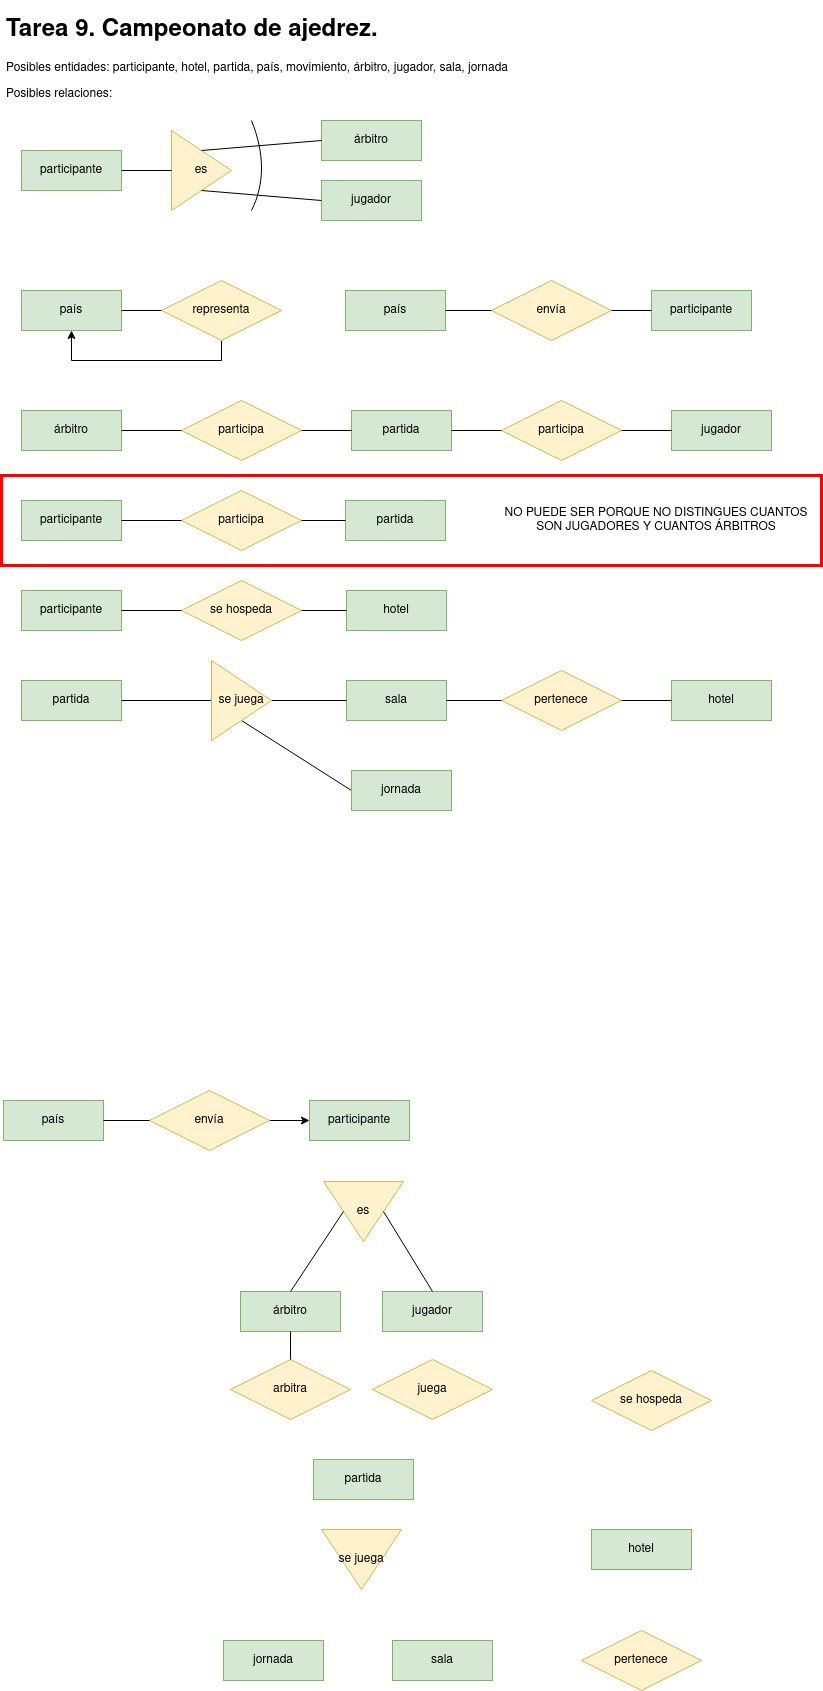 Tarea 9. Campeonato de ajedrez.
Posibles entidades: participante, hotel, partida, país, movimiento, árbitro, jugador, sala, jornada
Posibles relaciones:
participante
es
árbitro
jugador
país
representa
país
envía
participante
árbitro
participa
partida
participa
jugador
participante
participa
partida
NO PUEDE SER PORQUE NO DISTINGUES CUANTOS
SON JUGADORES Y CUANTOS ÁRBITROS
participante
se hospeda
hotel
partida
se juega
sala
pertenece
hotel
jornada
país
envía
participante
es
árbitro
jugador
arbitra
juega
se hospeda
partida
se juega
hotel
jornada
sala
pertenece